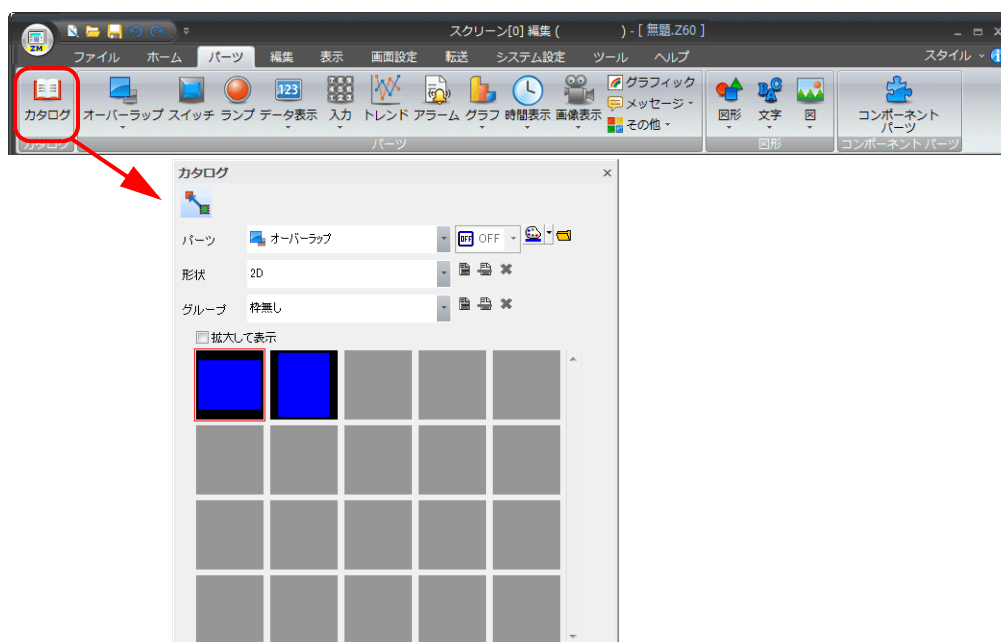 スクリーン[0] 編集 ( ) - [ 無題.Z60 ]
ZM
ファイル ホーム パーツ 編集 表示 画面設定 転送 システム設定 ツール ヘルプ スタイル
カタログ オーバーラップ スイッチ ランプ データ表示 入力 トレンド アラーム グラフ 時間表示 画像表示
123
グラフィック
メッセージ
その他
図形 文字 図
コンポーネント
パーツ
カタログ パーツ 図形 コンポーネントパーツ
カタログ
パーツ オーバーラップ OFF OFF
形状 2D
グループ 枠無し
拡大して表示